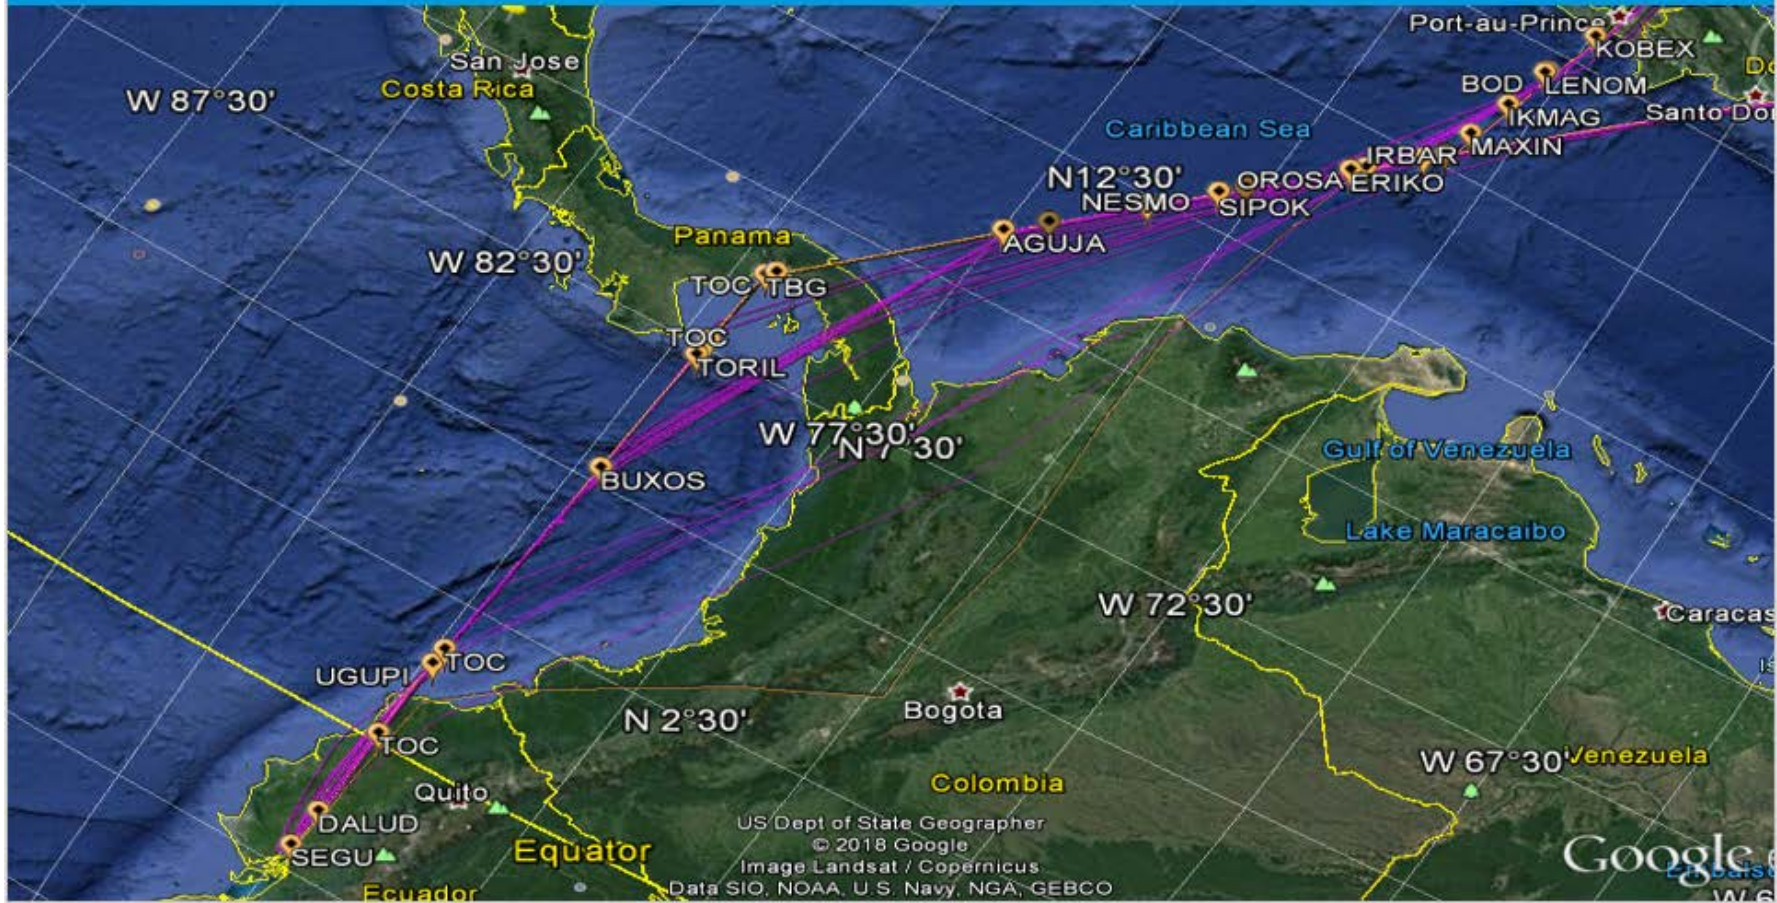 Port-au-Prince
KOBEX
San Jose
Costa Rica
W 87°30'
BOD
LENOM
IKMAG
Santo Do
Caribbean Sea
MAXIN
IRBAR
N12°30'
OROSA
ERIKO
NESMO
SIPOK
Panama
AGUJA
W 82°30'
TOC
TBG
TOC
TORIL
W 77°30'
N 7°30'
Gulf of Venezuela
BUXOS
Lake Maracaibo
W 72°30'
Caracas
UGUPI
TOC
Bogota
N 2°30'
TOC
W 67°30'
Venezuela
Quito
Colombia
DALUD
US Dept of State Geographer
© 2018 Google
Image Landsat / Copernicus
Data SIO, NOAA, U.S. Navy, NGA, GEBCO
Equator
SEGU
Google
Ecuador